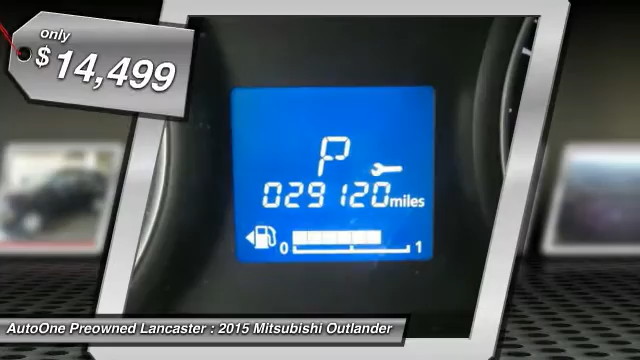 only
$14,499
P
029120miles
0 1
AutoOne Preowned Lancaster : 2015 Mitsubishi Outlander